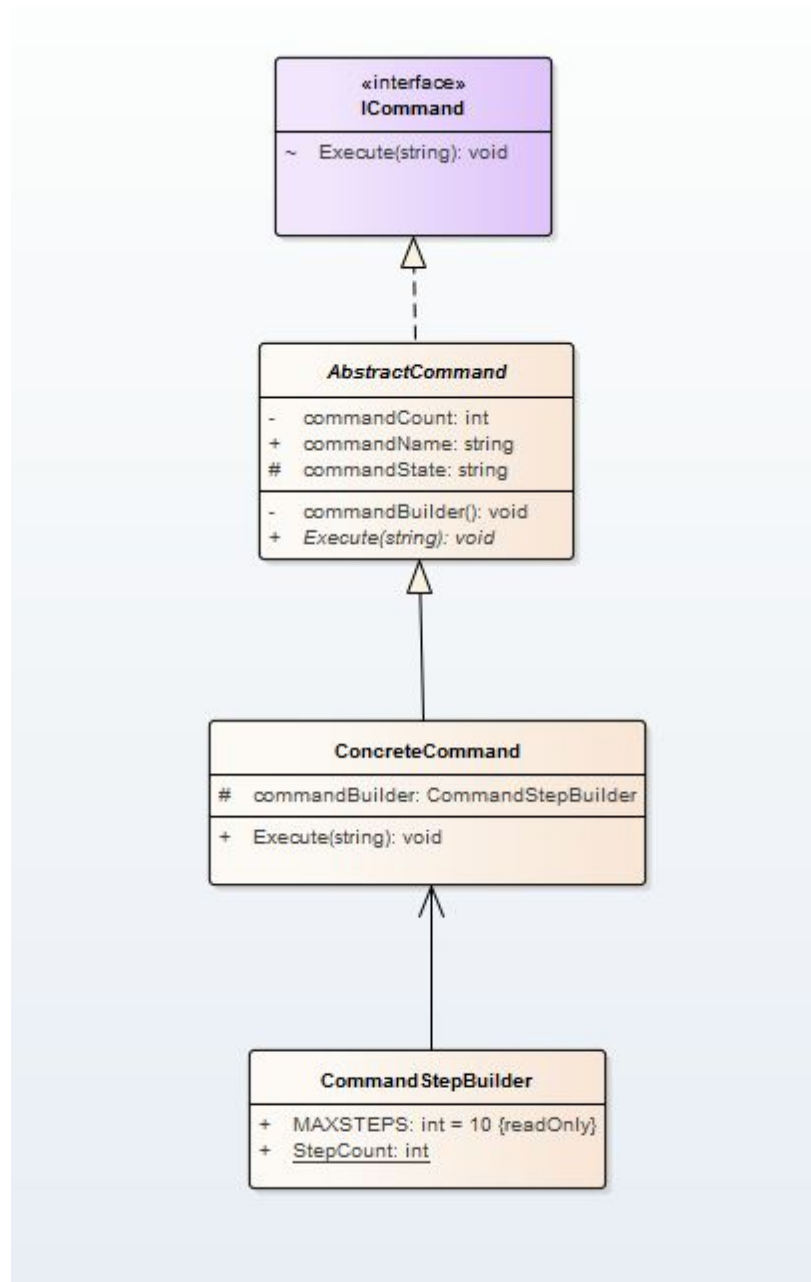 «interface»
ICommand
~ Execute(string): void
AbstractCommand
- commandCount: int
+ commandName: string
# commandState: string
- commandBuilder(): void
+ Execute(string): void
ConcreteCommand
# commandBuilder: CommandStepBuilder
+ Execute(string): void
CommandStepBuilder
+ MAXSTEPS: int = 10 {readOnly}
+ StepCount: int